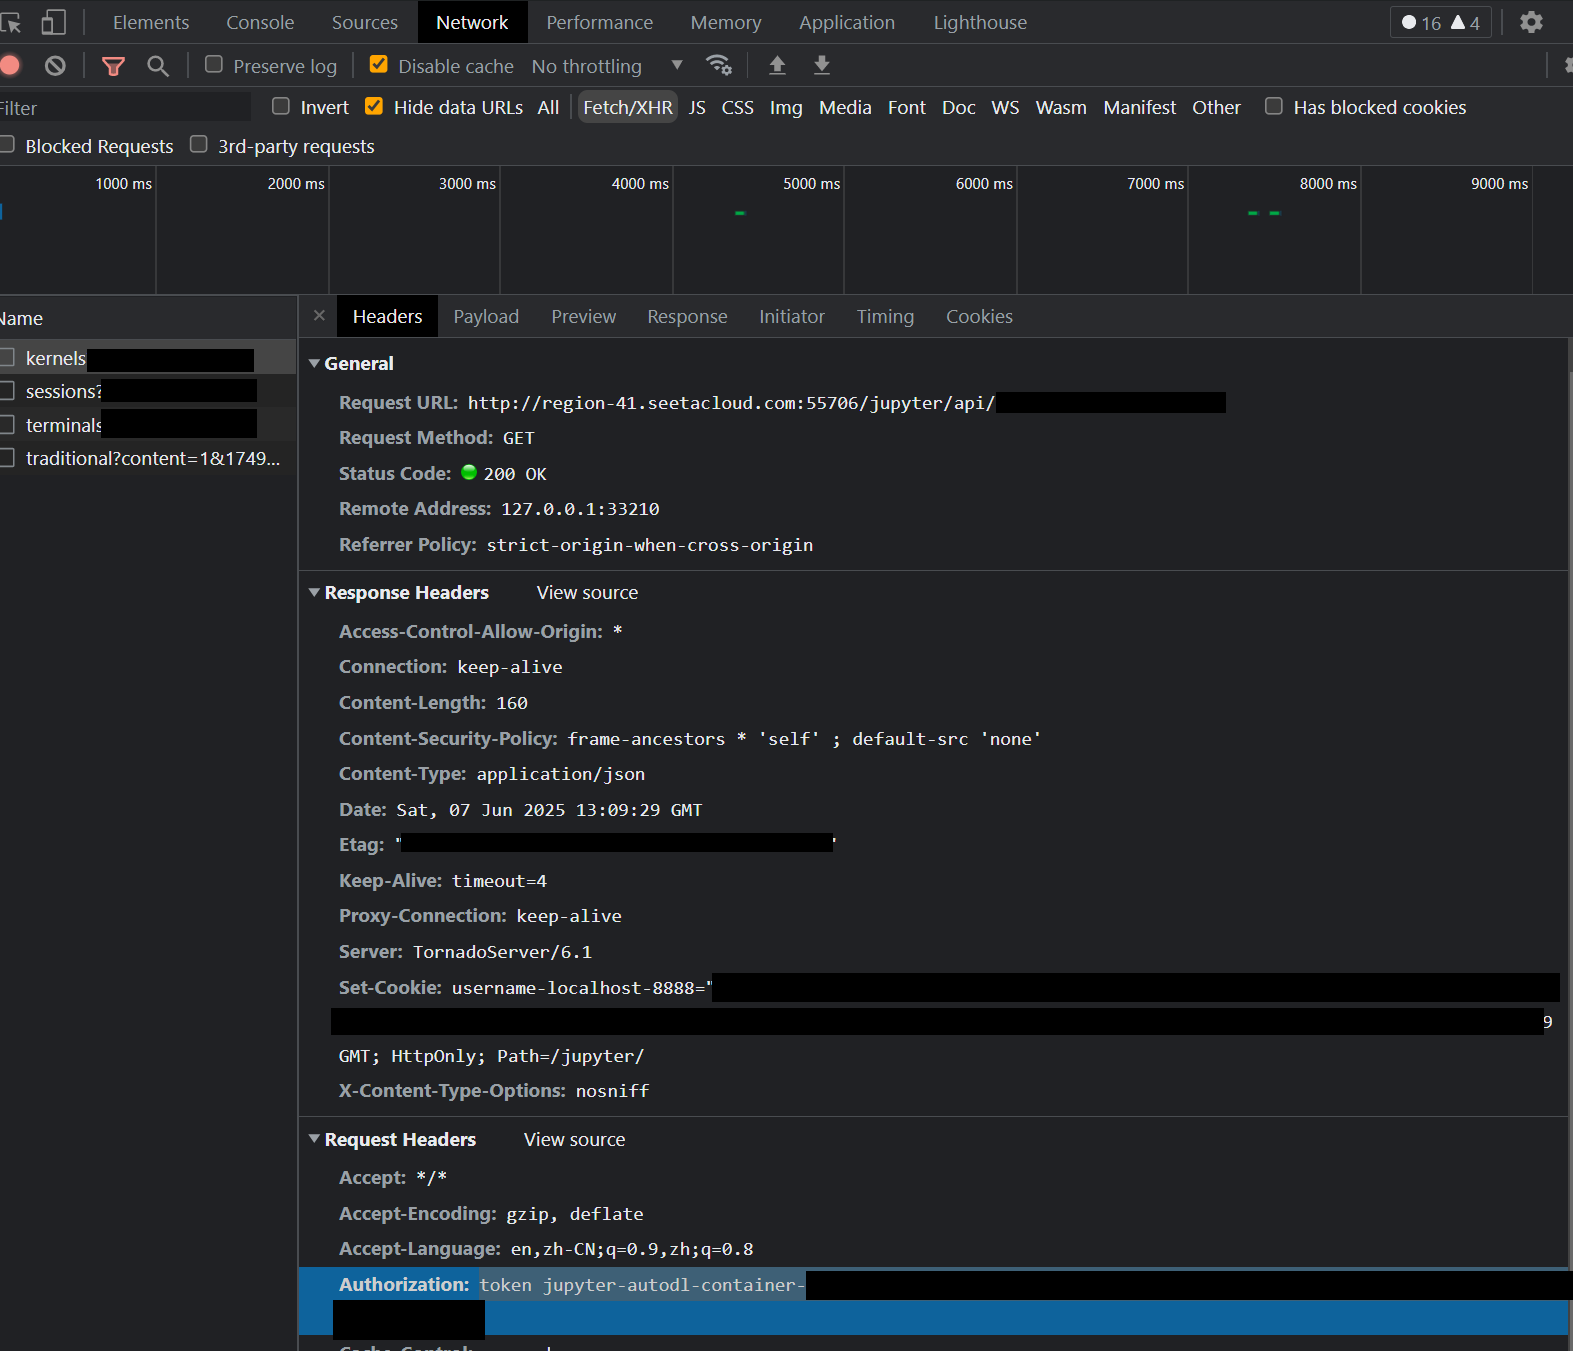 Elements Console Sources Network Performance Memory Application Lighthouse 16 4
Preserve log Disable cache No throttling
Filter Invert Hide data URLs All Fetch/XHR JS CSS Img Media Font Doc WS Wasm Manifest Other Has blocked cookies
Blocked Requests 3rd-party requests
1000 ms 2000 ms 3000 ms 4000 ms 5000 ms 6000 ms 7000 ms 8000 ms 9000 ms
Name
kernels
sessions?
terminals
traditional?content=1&1749...
Headers Payload Preview Response Initiator Timing Cookies
General
Request URL: http://region-41.seetacloud.com:55706/jupyter/api/
Request Method: GET
Status Code: 200 OK
Remote Address: 127.0.0.1:33210
Referrer Policy: strict-origin-when-cross-origin
Response Headers View source
Access-Control-Allow-Origin: *
Connection: keep-alive
Content-Length: 160
Content-Security-Policy: frame-ancestors * 'self' ; default-src 'none'
Content-Type: application/json
Date: Sat, 07 Jun 2025 13:09:29 GMT
Etag: " "
Keep-Alive: timeout=4
Proxy-Connection: keep-alive
Server: TornadoServer/6.1
Set-Cookie: username-localhost-8888="
9
GMT; HttpOnly; Path=/jupyter/
X-Content-Type-Options: nosniff
Request Headers View source
Accept: */*
Accept-Encoding: gzip, deflate
Accept-Language: en,zh-CN;q=0.9,zh;q=0.8
Authorization: token jupyter-autodl-container-